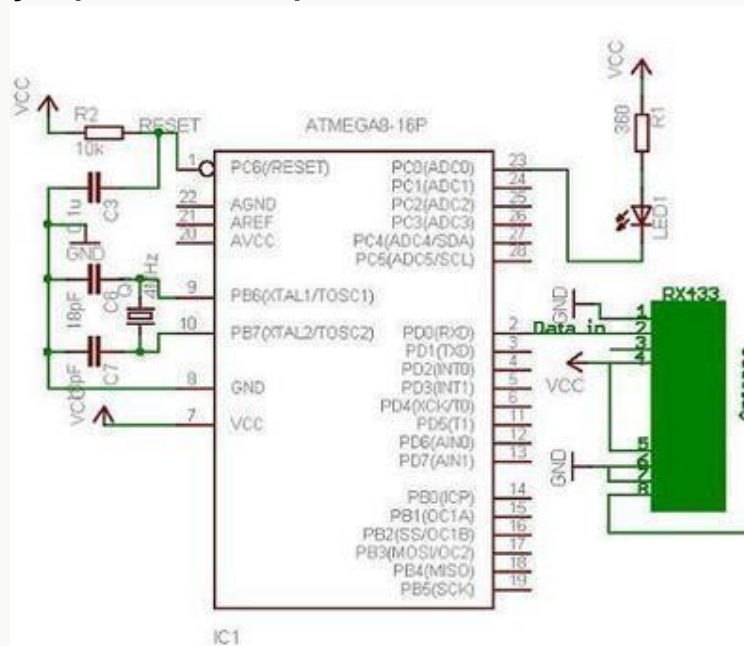 VCC
R2
10k
RESET
C3
0.1u
GND
C6
18pF
Q
4MHz
C7
VCC
ATMEGA8-16P
1 PC6(/RESET)
22 AGND
21 AREF
20 AVCC
9 PB6(XTAL1/TOSC1)
10 PB7(XTAL2/TOSC2)
8 GND
7 VCC
PC0(ADC0) 23
PC1(ADC1) 24
PC2(ADC2) 25
PC3(ADC3) 26
PC4(ADC4/SDA) 27
PC5(ADC5/SCL) 28
PD0(RXD) 2
PD1(TXD) 3
PD2(INT0) 4
PD3(INT1) 5
PD4(XCK/T0) 6
PD5(T1) 11
PD6(AIN0) 12
PD7(AIN1) 13
PB0(ICP) 14
PB1(OC1A) 15
PB2(SS/OC1B) 16
PB3(MOSI/OC2) 17
PB4(MISO) 18
PB5(SCK) 19
IC1
VCC
360
R1
LED1
RX433
GND
Data in
VCC
GND
1
2
3
4
5
6
7
8